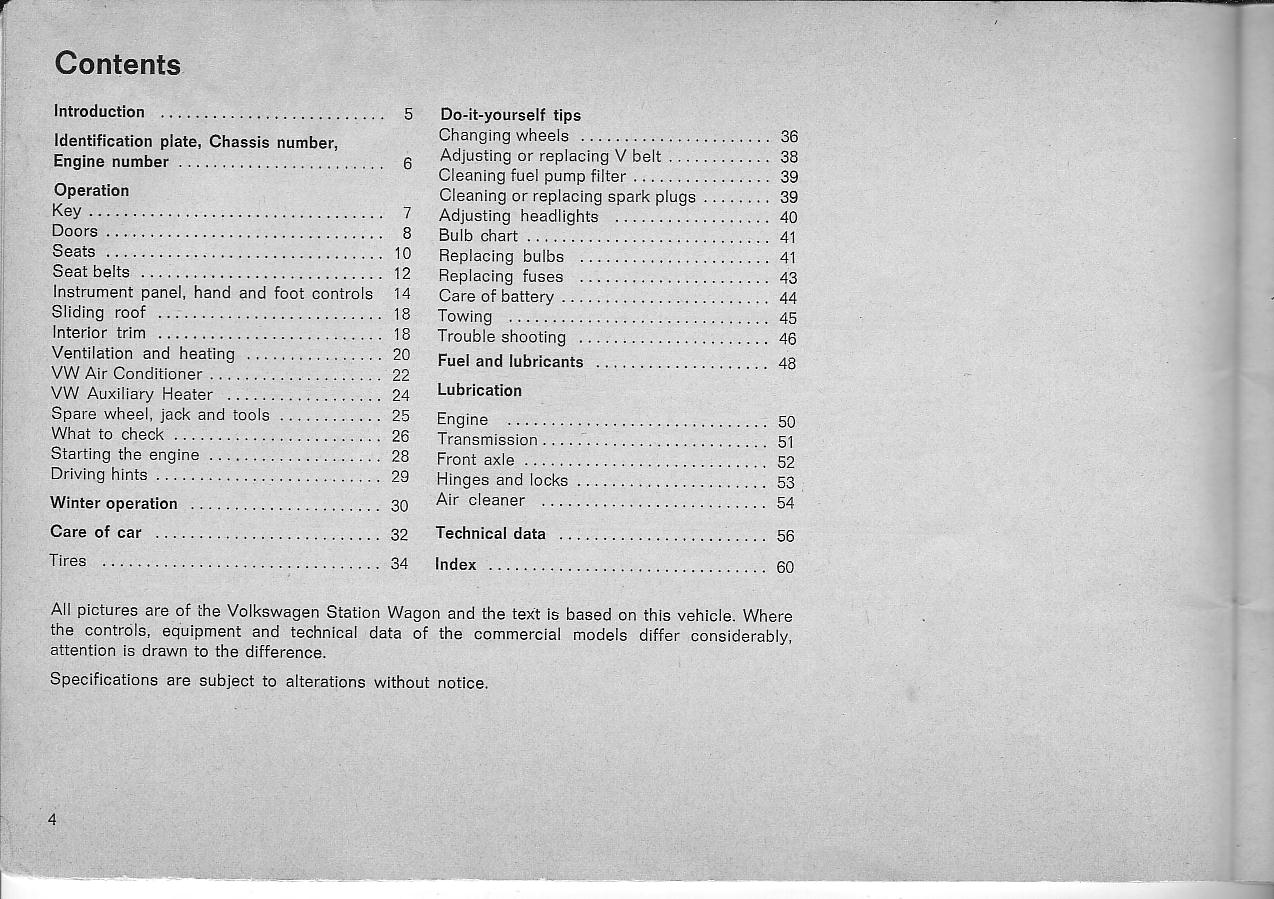 Contents
Introduction .......................... 5
Identification plate, Chassis number,
Engine number ........................ 6
Operation
Key .................................. 7
Doors ................................ 8
Seats ................................ 10
Seat belts ............................ 12
Instrument panel, hand and foot controls 14
Sliding roof .......................... 18
Interior trim .......................... 18
Ventilation and heating ................ 20
VW Air Conditioner .................... 22
VW Auxiliary Heater .................. 24
Spare wheel, jack and tools ............ 25
What to check ........................ 26
Starting the engine .................... 28
Driving hints .......................... 29
Winter operation ...................... 30
Care of car .......................... 32
Tires ................................ 34
Do-it-yourself tips
Changing wheels ...................... 36
Adjusting or replacing V belt ............ 38
Cleaning fuel pump filter ................ 39
Cleaning or replacing spark plugs ........ 39
Adjusting headlights .................. 40
Bulb chart ............................ 41
Replacing bulbs ...................... 41
Replacing fuses ...................... 43
Care of battery ........................ 44
Towing .............................. 45
Trouble shooting ...................... 46
Fuel and lubricants .................... 48
Lubrication
Engine .............................. 50
Transmission .......................... 51
Front axle ............................ 52
Hinges and locks ...................... 53
Air cleaner .......................... 54
Technical data ........................ 56
Index ................................ 60
All pictures are of the Volkswagen Station Wagon and the text is based on this vehicle. Where
the controls, equipment and technical data of the commercial models differ considerably,
attention is drawn to the difference.
Specifications are subject to alterations without notice.
4